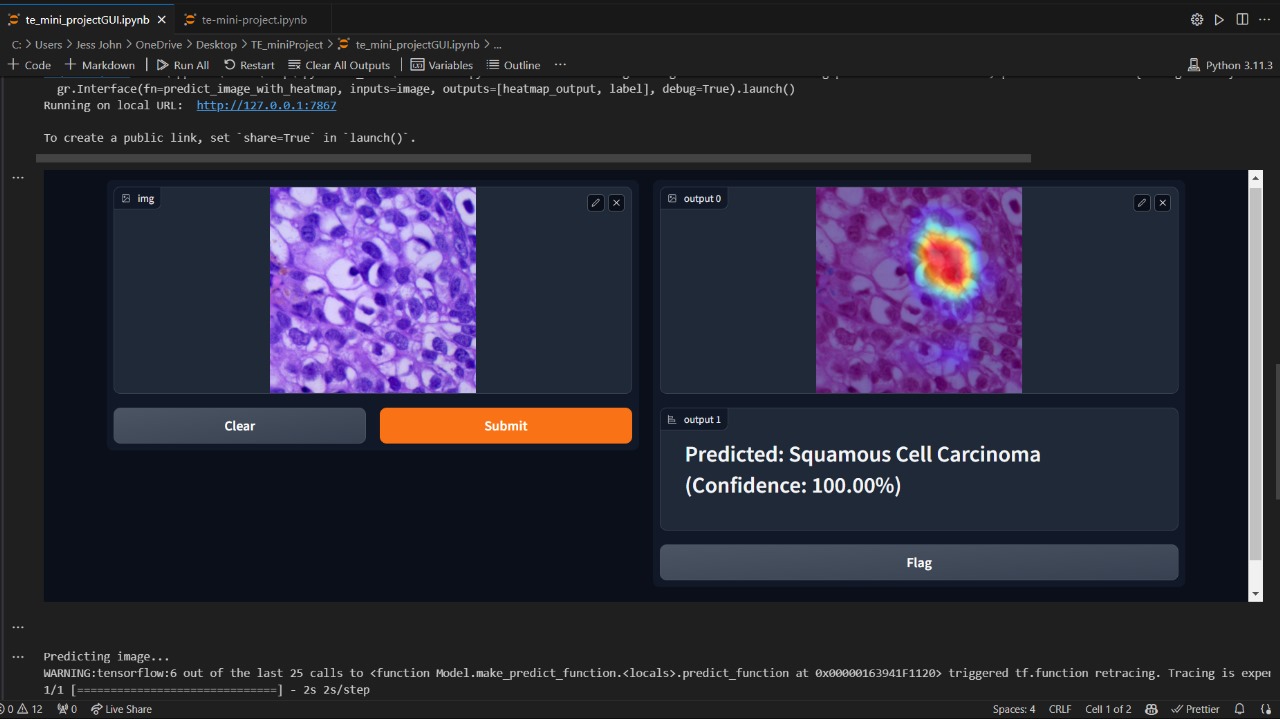 te_mini_projectGUI.ipynb
te-mini-project.ipynb
C: > Users > Jess John > OneDrive > Desktop > TE_miniProject > te_mini_projectGUI.ipynb > ...
+ Code + Markdown | Run All Restart Clear All Outputs | Variables Outline ...
Python 3.11.3
gr.Interface(fn=predict_image_with_heatmap, inputs=image, outputs=[heatmap_output, label], debug=True).launch()
Running on local URL: http://127.0.0.1:7867
To create a public link, set `share=True` in `launch()`.
img
output 0
Clear
Submit
output 1
Predicted: Squamous Cell Carcinoma
(Confidence: 100.00%)
Flag
Predicting image...
WARNING:tensorflow:6 out of the last 25 calls to <function Model.make_predict_function.<locals>.predict_function at 0x00000163941F1120> triggered tf.function retracing. Tracing is exper
1/1 [==============================] - 2s 2s/step
0 12 0 Live Share
Spaces: 4 CRLF Cell 1 of 2 Prettier